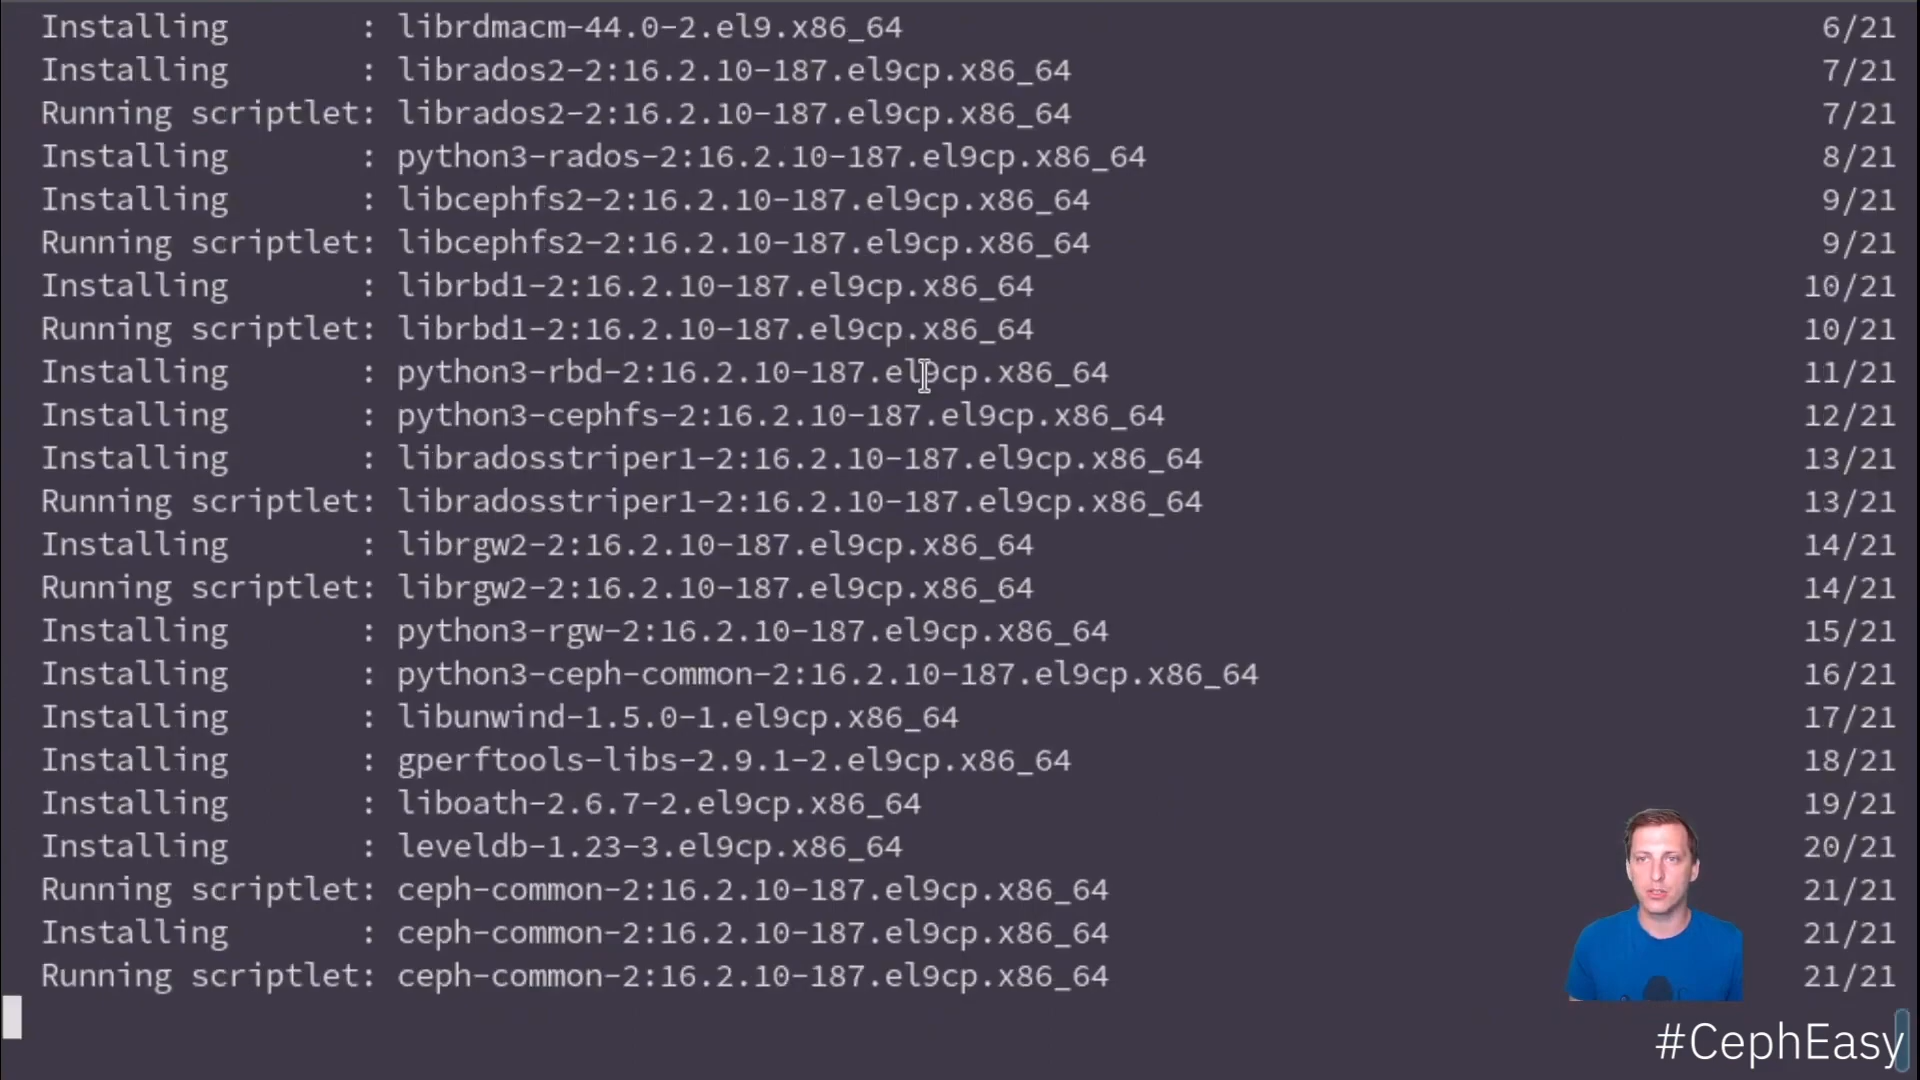 Installing : librdmacm-44.0-2.el9.x86_64 6/21
Installing : librados2-2:16.2.10-187.el9cp.x86_64 7/21
Running scriptlet: librados2-2:16.2.10-187.el9cp.x86_64 7/21
Installing : python3-rados-2:16.2.10-187.el9cp.x86_64 8/21
Installing : libcephfs2-2:16.2.10-187.el9cp.x86_64 9/21
Running scriptlet: libcephfs2-2:16.2.10-187.el9cp.x86_64 9/21
Installing : librbd1-2:16.2.10-187.el9cp.x86_64 10/21
Running scriptlet: librbd1-2:16.2.10-187.el9cp.x86_64 10/21
Installing : python3-rbd-2:16.2.10-187.el9cp.x86_64 11/21
Installing : python3-cephfs-2:16.2.10-187.el9cp.x86_64 12/21
Installing : libradosstriper1-2:16.2.10-187.el9cp.x86_64 13/21
Running scriptlet: libradosstriper1-2:16.2.10-187.el9cp.x86_64 13/21
Installing : librgw2-2:16.2.10-187.el9cp.x86_64 14/21
Running scriptlet: librgw2-2:16.2.10-187.el9cp.x86_64 14/21
Installing : python3-rgw-2:16.2.10-187.el9cp.x86_64 15/21
Installing : python3-ceph-common-2:16.2.10-187.el9cp.x86_64 16/21
Installing : libunwind-1.5.0-1.el9cp.x86_64 17/21
Installing : gperftools-libs-2.9.1-2.el9cp.x86_64 18/21
Installing : liboath-2.6.7-2.el9cp.x86_64 19/21
Installing : leveldb-1.23-3.el9cp.x86_64 20/21
Running scriptlet: ceph-common-2:16.2.10-187.el9cp.x86_64 21/21
Installing : ceph-common-2:16.2.10-187.el9cp.x86_64 21/21
Running scriptlet: ceph-common-2:16.2.10-187.el9cp.x86_64 21/21
#CephEasy